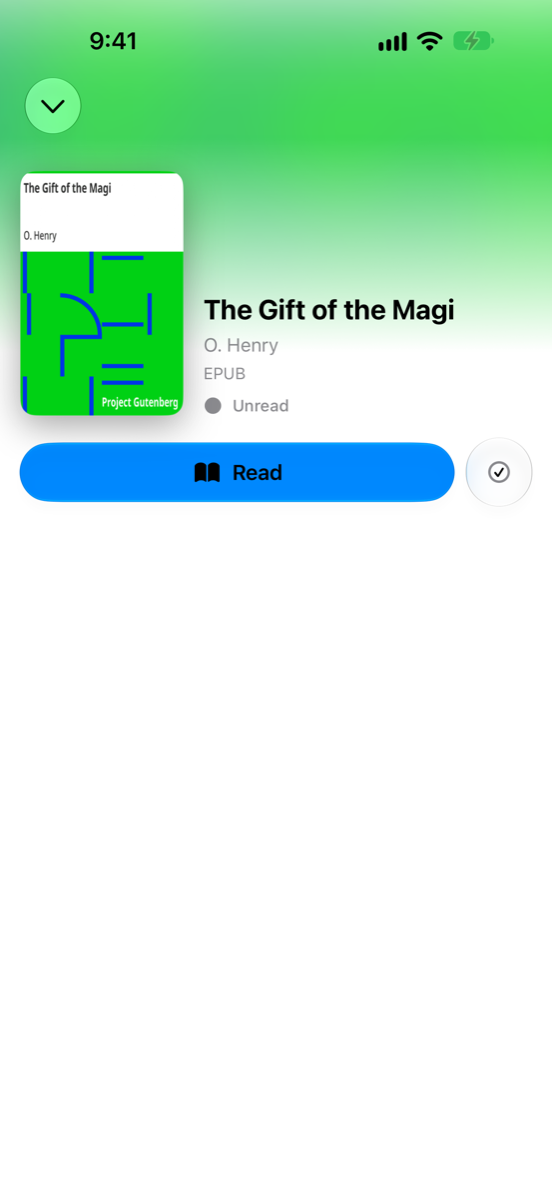 9:41
The Gift of the Magi
O. Henry
Project Gutenberg
The Gift of the Magi
O. Henry
EPUB
Unread
Read